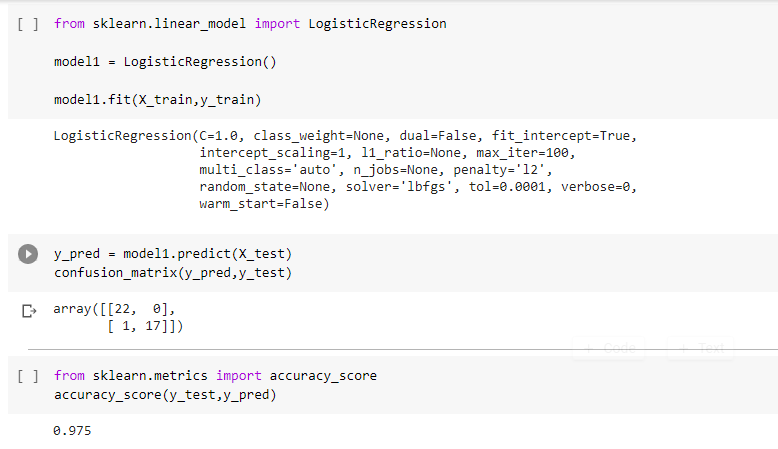 [ ] from sklearn.linear_model import LogisticRegression
model1 = LogisticRegression()
model1.fit(X_train,y_train)
LogisticRegression(C=1.0, class_weight=None, dual=False, fit_intercept=True,
                   intercept_scaling=1, l1_ratio=None, max_iter=100,
                   multi_class='auto', n_jobs=None, penalty='l2',
                   random_state=None, solver='lbfgs', tol=0.0001, verbose=0,
                   warm_start=False)
y_pred = model1.predict(X_test)
confusion_matrix(y_pred,y_test)
array([[22,  0],
       [ 1, 17]])
+ Code + Text
[ ] from sklearn.metrics import accuracy_score
accuracy_score(y_test,y_pred)
0.975